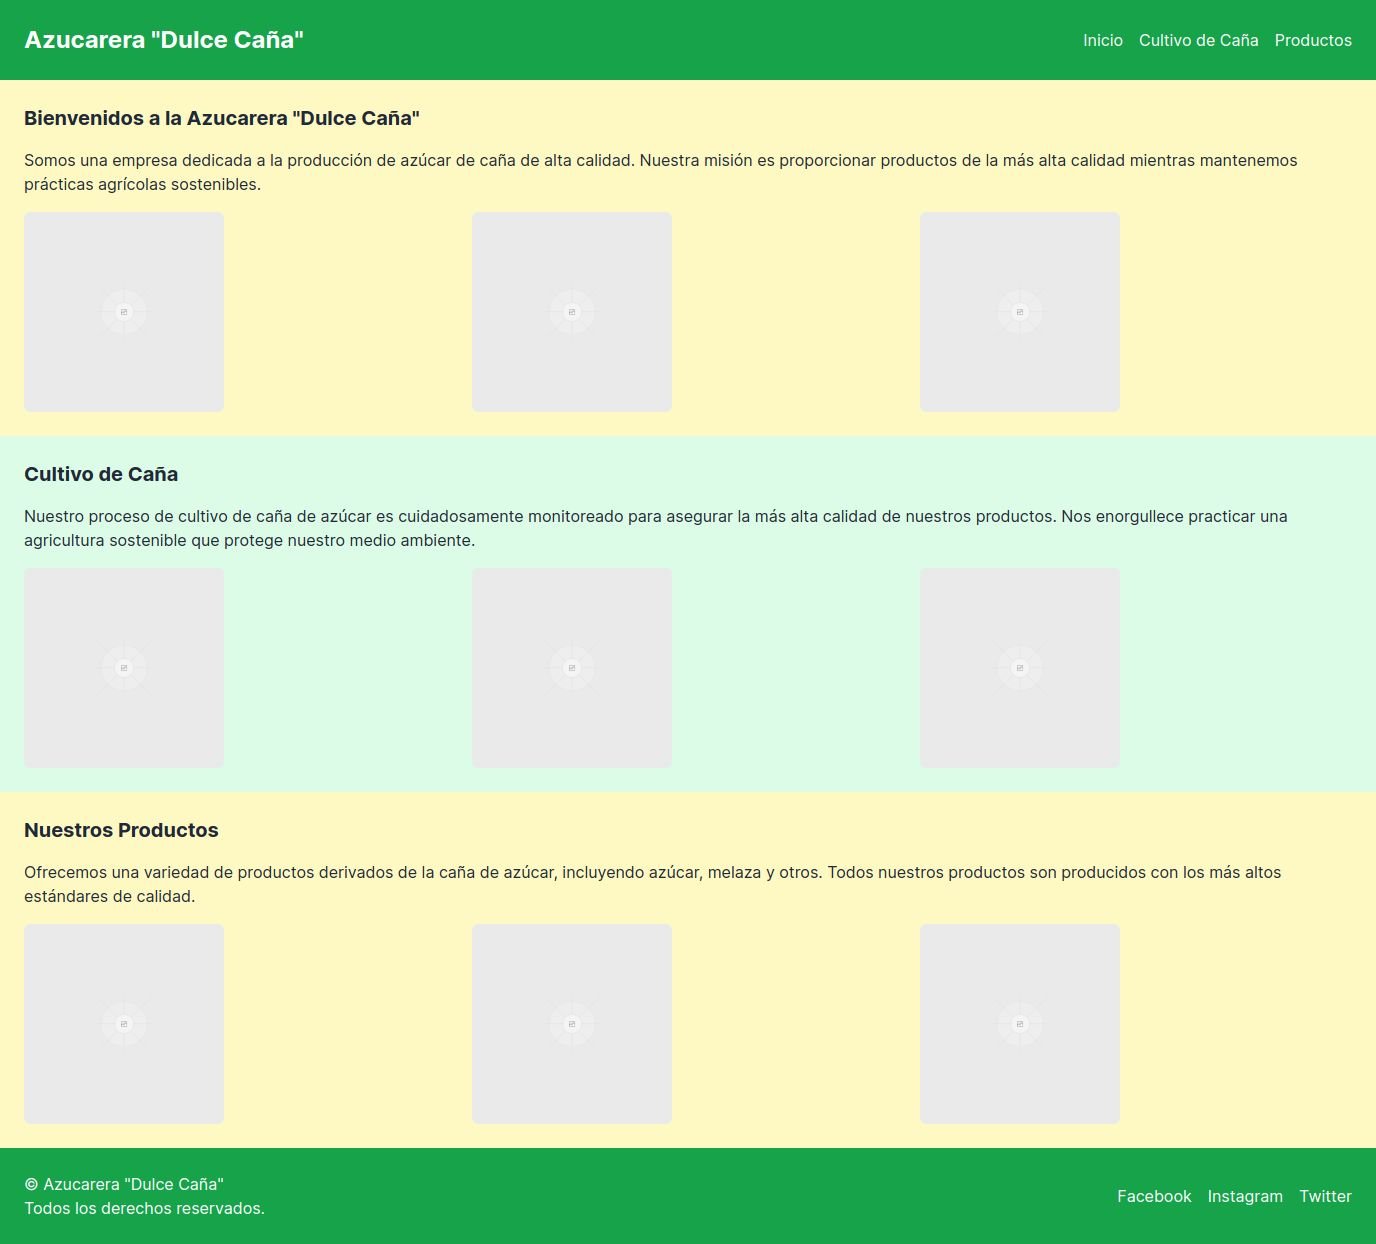 Azucarera "Dulce Caña"
Inicio Cultivo de Caña Productos
Bienvenidos a la Azucarera "Dulce Caña"
Somos una empresa dedicada a la producción de azúcar de caña de alta calidad. Nuestra misión es proporcionar productos de la más alta calidad mientras mantenemos
prácticas agrícolas sostenibles.
Cultivo de Caña
Nuestro proceso de cultivo de caña de azúcar es cuidadosamente monitoreado para asegurar la más alta calidad de nuestros productos. Nos enorgullece practicar una
agricultura sostenible que protege nuestro medio ambiente.
Nuestros Productos
Ofrecemos una variedad de productos derivados de la caña de azúcar, incluyendo azúcar, melaza y otros. Todos nuestros productos son producidos con los más altos
estándares de calidad.
© Azucarera "Dulce Caña"
Todos los derechos reservados.
Facebook Instagram Twitter